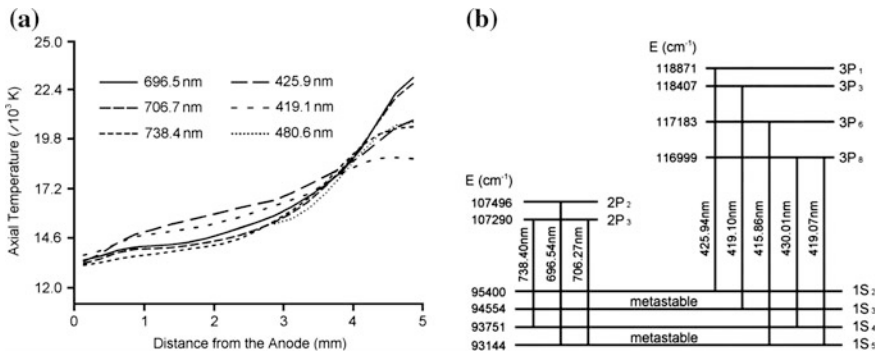 (a)
25.0
22.4
19.8
17.2
14.6
12.0
Axial Temperature (/10³ K)
696.5 nm
425.9 nm
706.7 nm
419.1 nm
738.4 nm
480.6 nm
0 1 2 3 4 5
Distance from the Anode (mm)
(b)
E (cm⁻¹)
118871 3P₁
118407 3P₃
117183 3P₆
116999 3P₈
E (cm⁻¹)
107496 2P₂
107290 2P₃
738.40nm
696.54nm
706.27nm
425.94nm
419.10nm
415.86nm
430.01nm
419.07nm
95400 1S₂
metastable
94554 1S₃
93751 1S₄
metastable
93144 1S₅